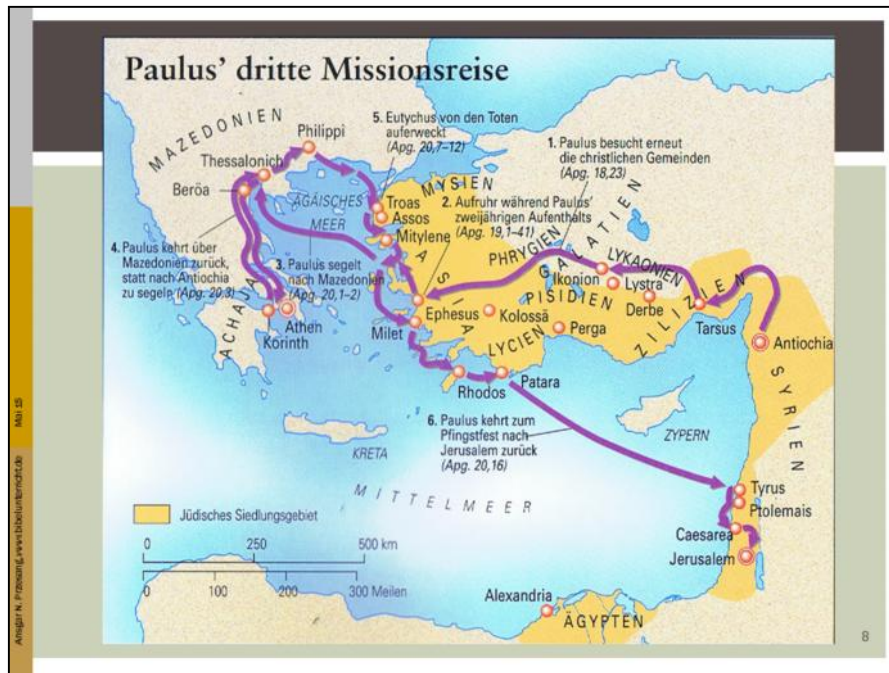 Paulus’ dritte Missionsreise
MAZEDONIEN
Philippi
Thessalonich
Beröa
5. Eutychus von den Toten
auferweckt
(Apg. 20,7–12)
1. Paulus besucht erneut
die christlichen Gemeinden
(Apg. 18,23)
MYSIEN
ÄGÄISCHES
MEER
Troas
Assos
Mitylene
2. Aufruhr während Paulus’
zweijährigen Aufenthalts
(Apg. 19,1–41)
4. Paulus kehrt über
Mazedonien zurück,
statt nach Antiochia
zu segeln (Apg. 20,3)
3. Paulus segelt
nach Mazedonien
(Apg. 20,1–2)
ASIA
PHRYGIEN
GALATIEN
LYKAONIEN
Ikonion
Lystra
PISIDIEN
Derbe
ZILIZIEN
Tarsus
Antiochia
ACHAJA
Athen
Korinth
Ephesus
Kolossä
Milet
LYCIEN
Perga
SYRIEN
Rhodos
Patara
6. Paulus kehrt zum
Pfingstfest nach
Jerusalem zurück
(Apg. 20,16)
ZYPERN
KRETA
MITTELMEER
Tyrus
Ptolemais
Caesarea
Jerusalem
Jüdisches Siedlungsgebiet
0 250 500 km
0 100 200 300 Meilen
Alexandria
ÄGYPTEN
8
Mai 15
Ansgar N. Przesang, www.bibelunterricht.de